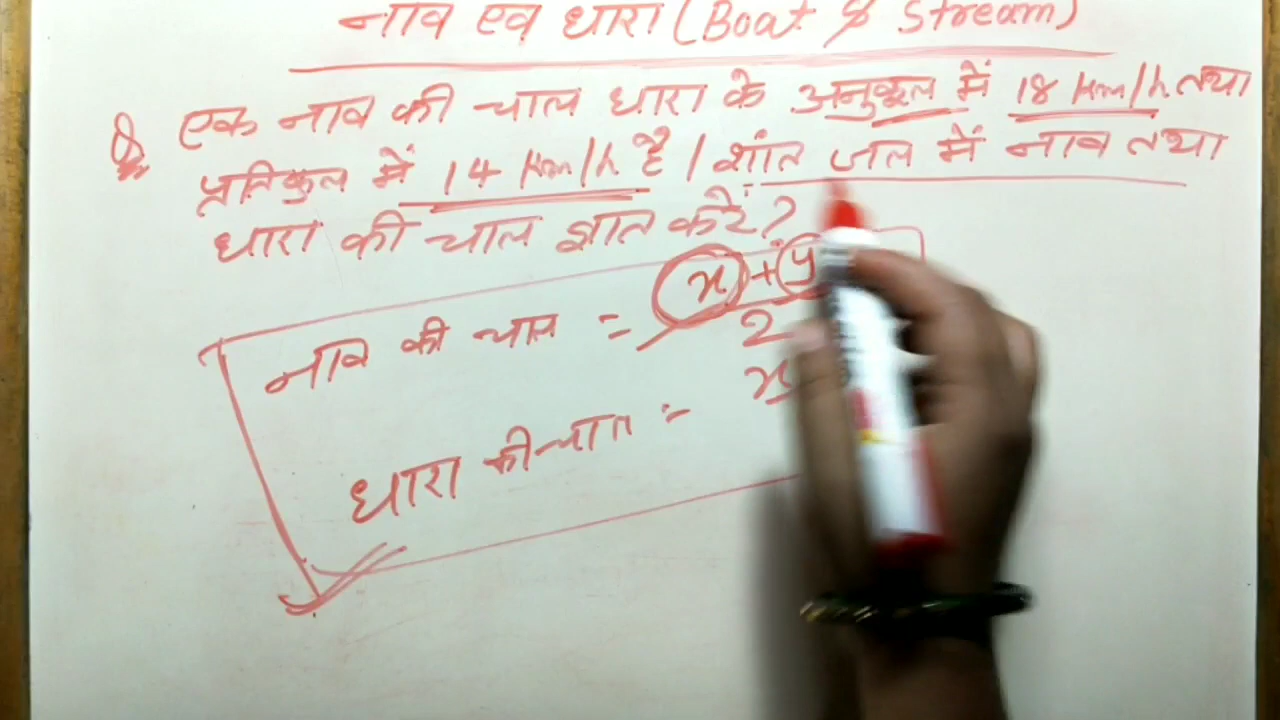 नाव एव धारा (Boat & Stream)
Q एक नाव की चाल धारा के अनुकूल में 18 Km/h तथा
प्रतिकुल में 14 Km/h है। शांत जल में नाव तथा
धारा की चाल ज्ञात करें?
नाव की चाल = x+y
2
धारा की चाल = x